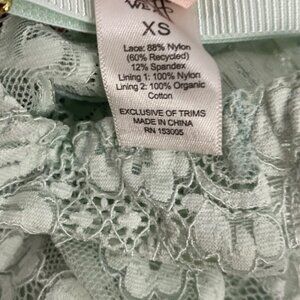 XS
Lace: 88% Nylon
(60% Recycled)
12% Spandex
Lining 1: 100% Nylon
Lining 2: 100% Organic
Cotton
EXCLUSIVE OF TRIMS
MADE IN CHINA
RN 153005